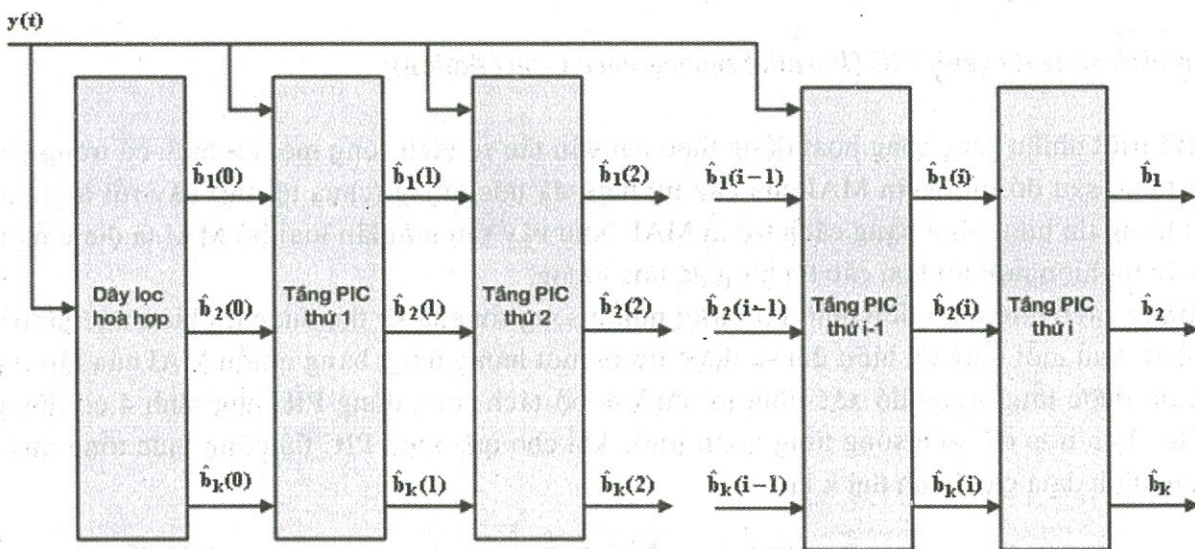 y(t)
b̂₁(0)
b̂₁(1)
b̂₁(2)
b̂₁(i−1)
b̂₁(i)
b̂₁
Dây lọc
hoà hợp
Tầng PIC
thứ 1
Tầng PIC
thứ 2
Tầng PIC
thứ i-1
Tầng PIC
thứ i
b̂₂(0)
b̂₂(1)
b̂₂(2)
b̂₂(i−1)
b̂₂(i)
b̂₂
b̂ₖ(0)
b̂ₖ(1)
b̂ₖ(2)
b̂ₖ(i−1)
b̂ₖ(i)
b̂ₖ